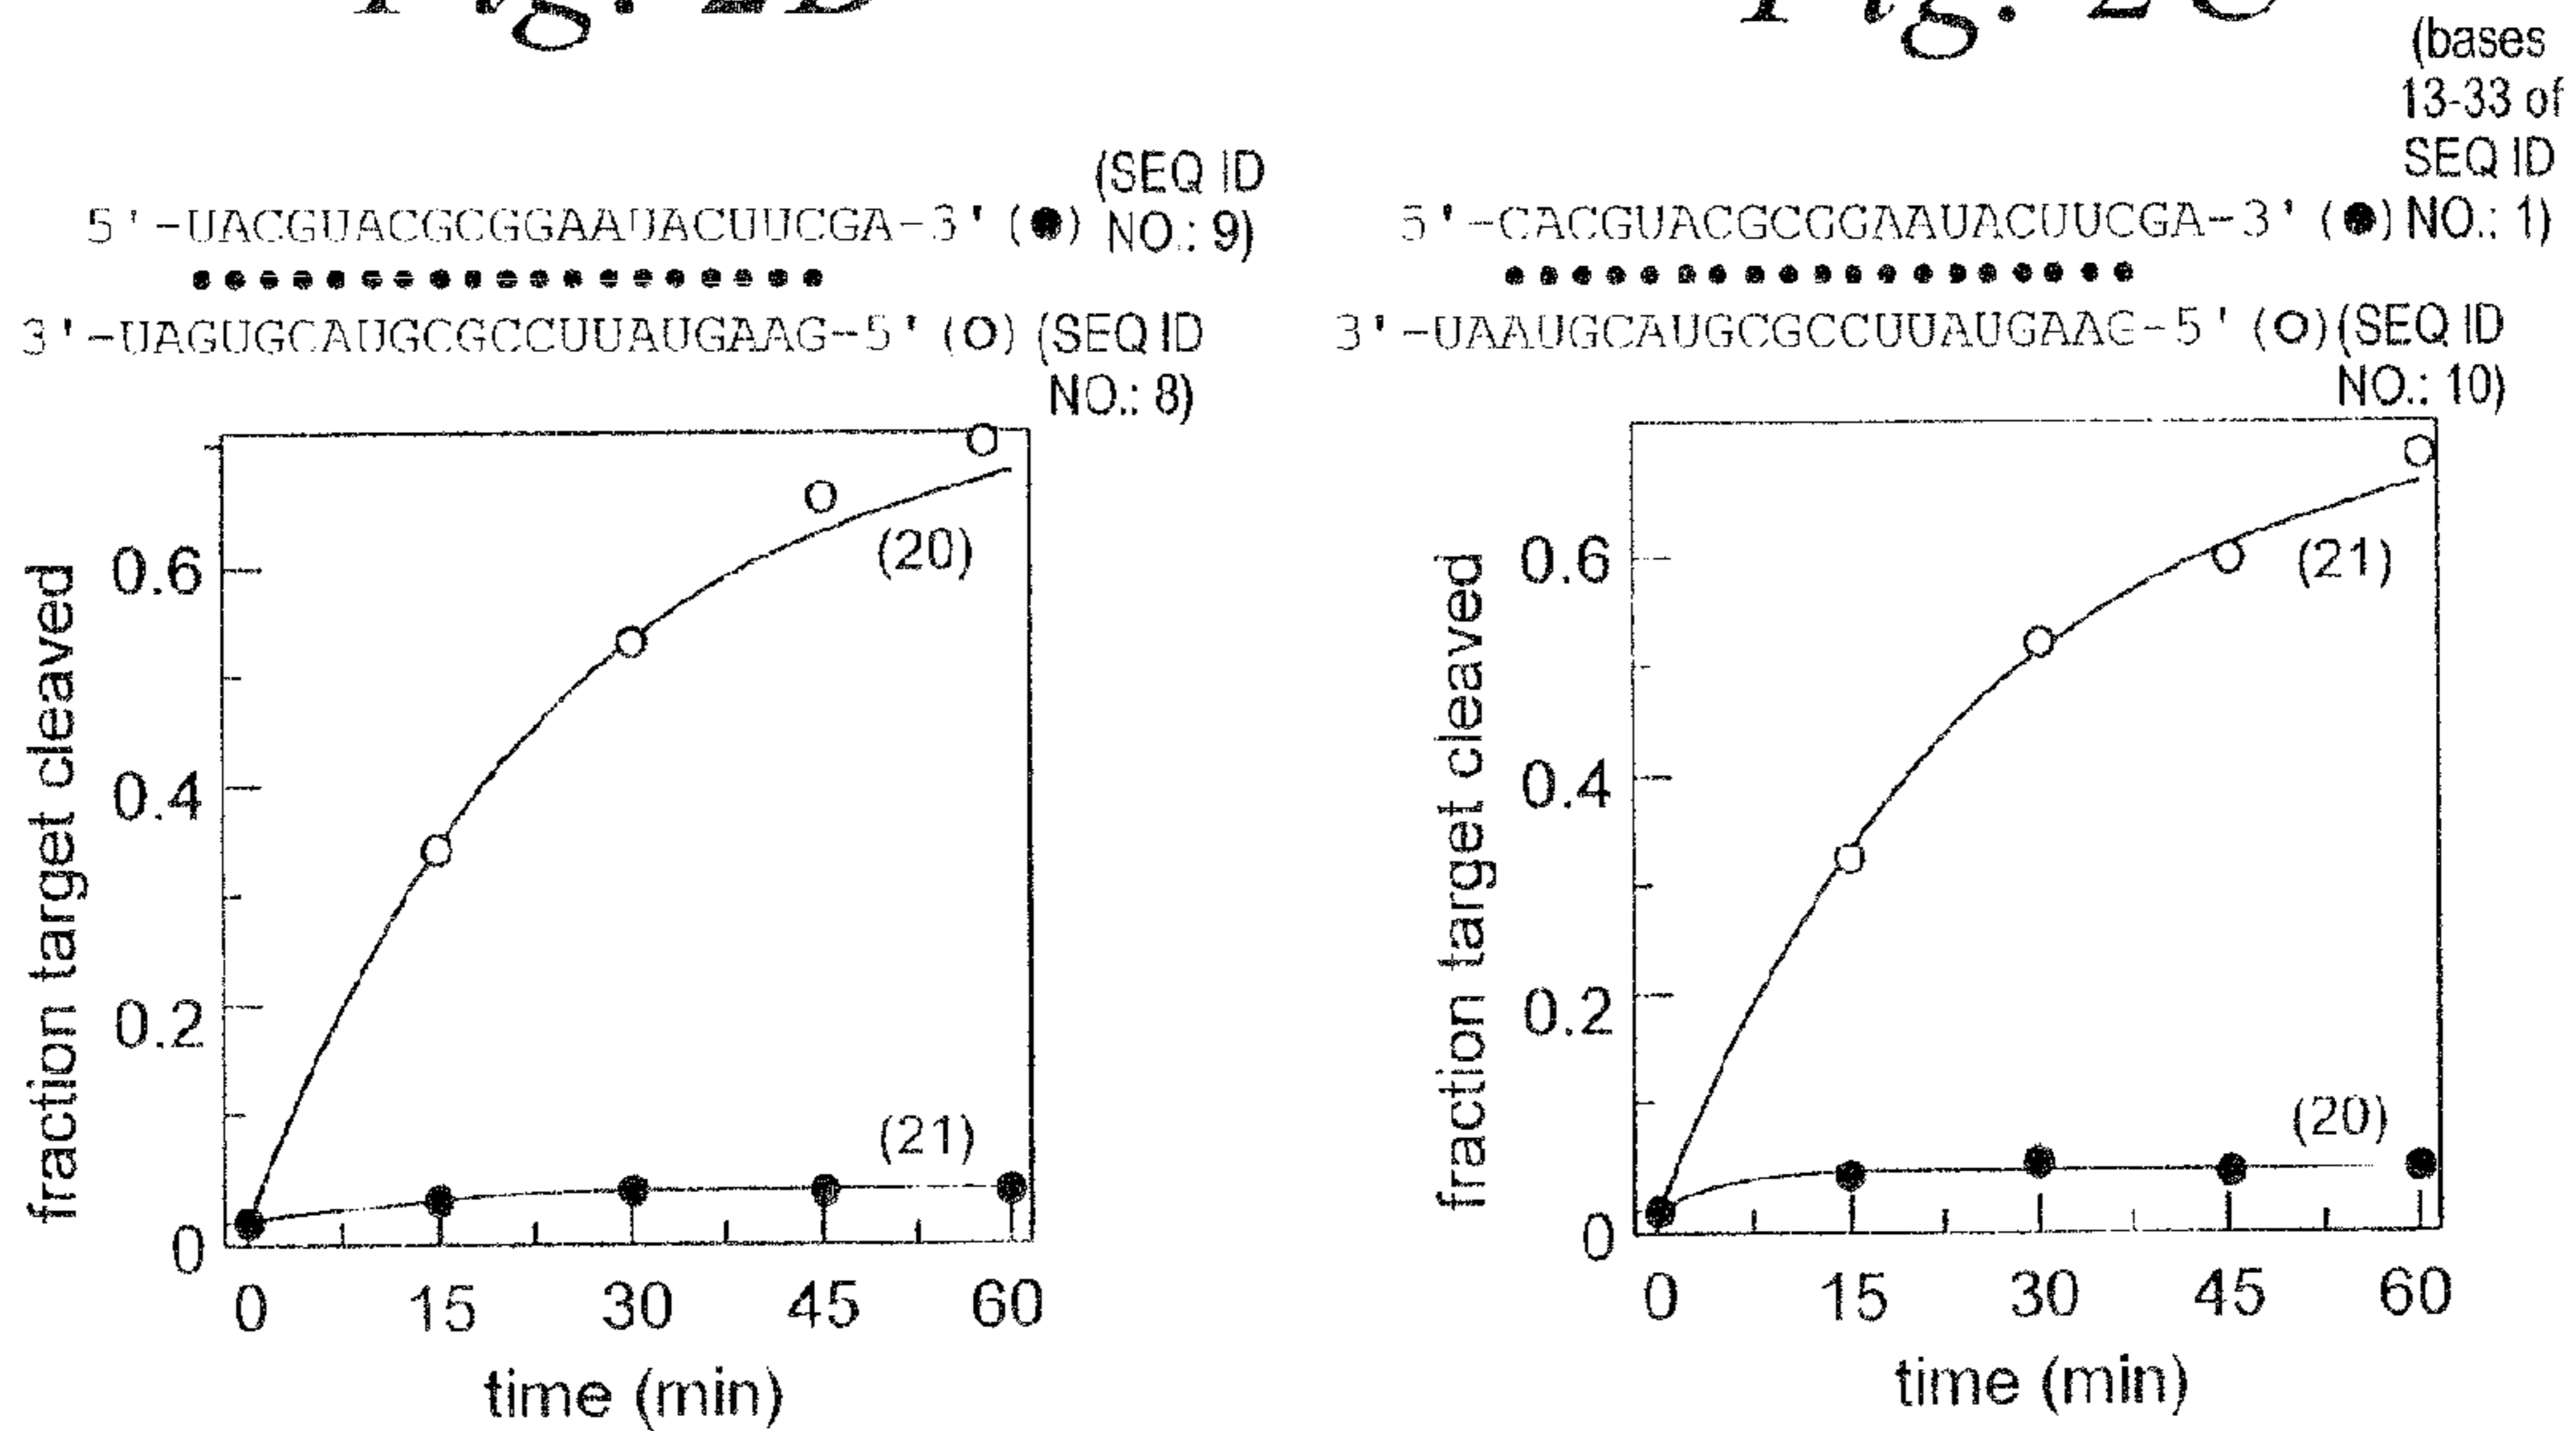 (SEQ ID
5'-UACGUACGCGGAAUACUUCGA-3' (●) NO.: 9)
3'-UAGUGCAUGCGCCUUAUGAAG-5' (O) (SEQ ID
NO.: 8)
fraction target cleaved
0.6
0.4
0.2
0
(20)
(21)
0 15 30 45 60
time (min)
(bases
13-33 of
SEQ ID
5'-CACGUACGCGGAAUACUUCGA-3' (●) NO.: 1)
3'-UAAUGCAUGCGCCUUAUGAAG-5' (O) (SEQ ID
NO.: 10)
fraction target cleaved
0.6
0.4
0.2
0
(21)
(20)
0 15 30 45 60
time (min)